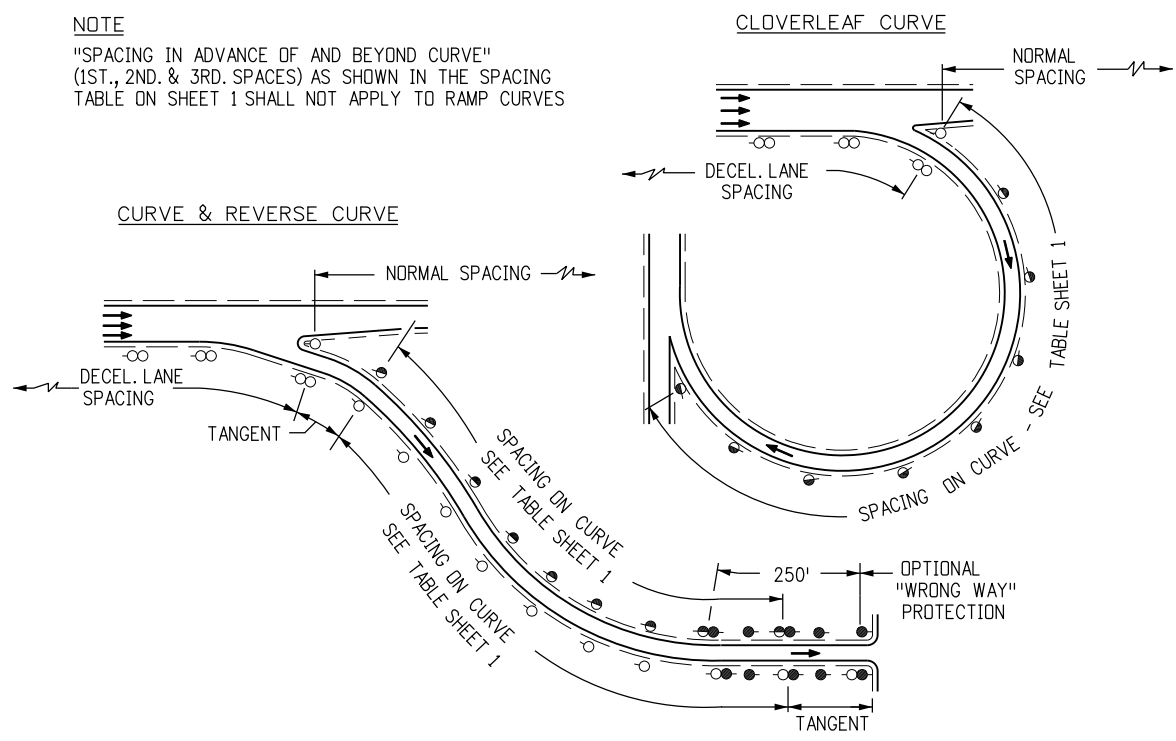 NOTE
"SPACING IN ADVANCE OF AND BEYOND CURVE"
(1ST., 2ND. & 3RD. SPACES) AS SHOWN IN THE SPACING
TABLE ON SHEET 1 SHALL NOT APPLY TO RAMP CURVES
CLOVERLEAF CURVE
NORMAL
SPACING
DECEL. LANE
SPACING
SPACING ON CURVE - SEE TABLE SHEET 1
CURVE & REVERSE CURVE
NORMAL SPACING
DECEL. LANE
SPACING
TANGENT
SPACING ON CURVE
SEE TABLE SHEET 1
SPACING ON CURVE
SEE TABLE SHEET 1
250'
OPTIONAL
"WRONG WAY"
PROTECTION
TANGENT